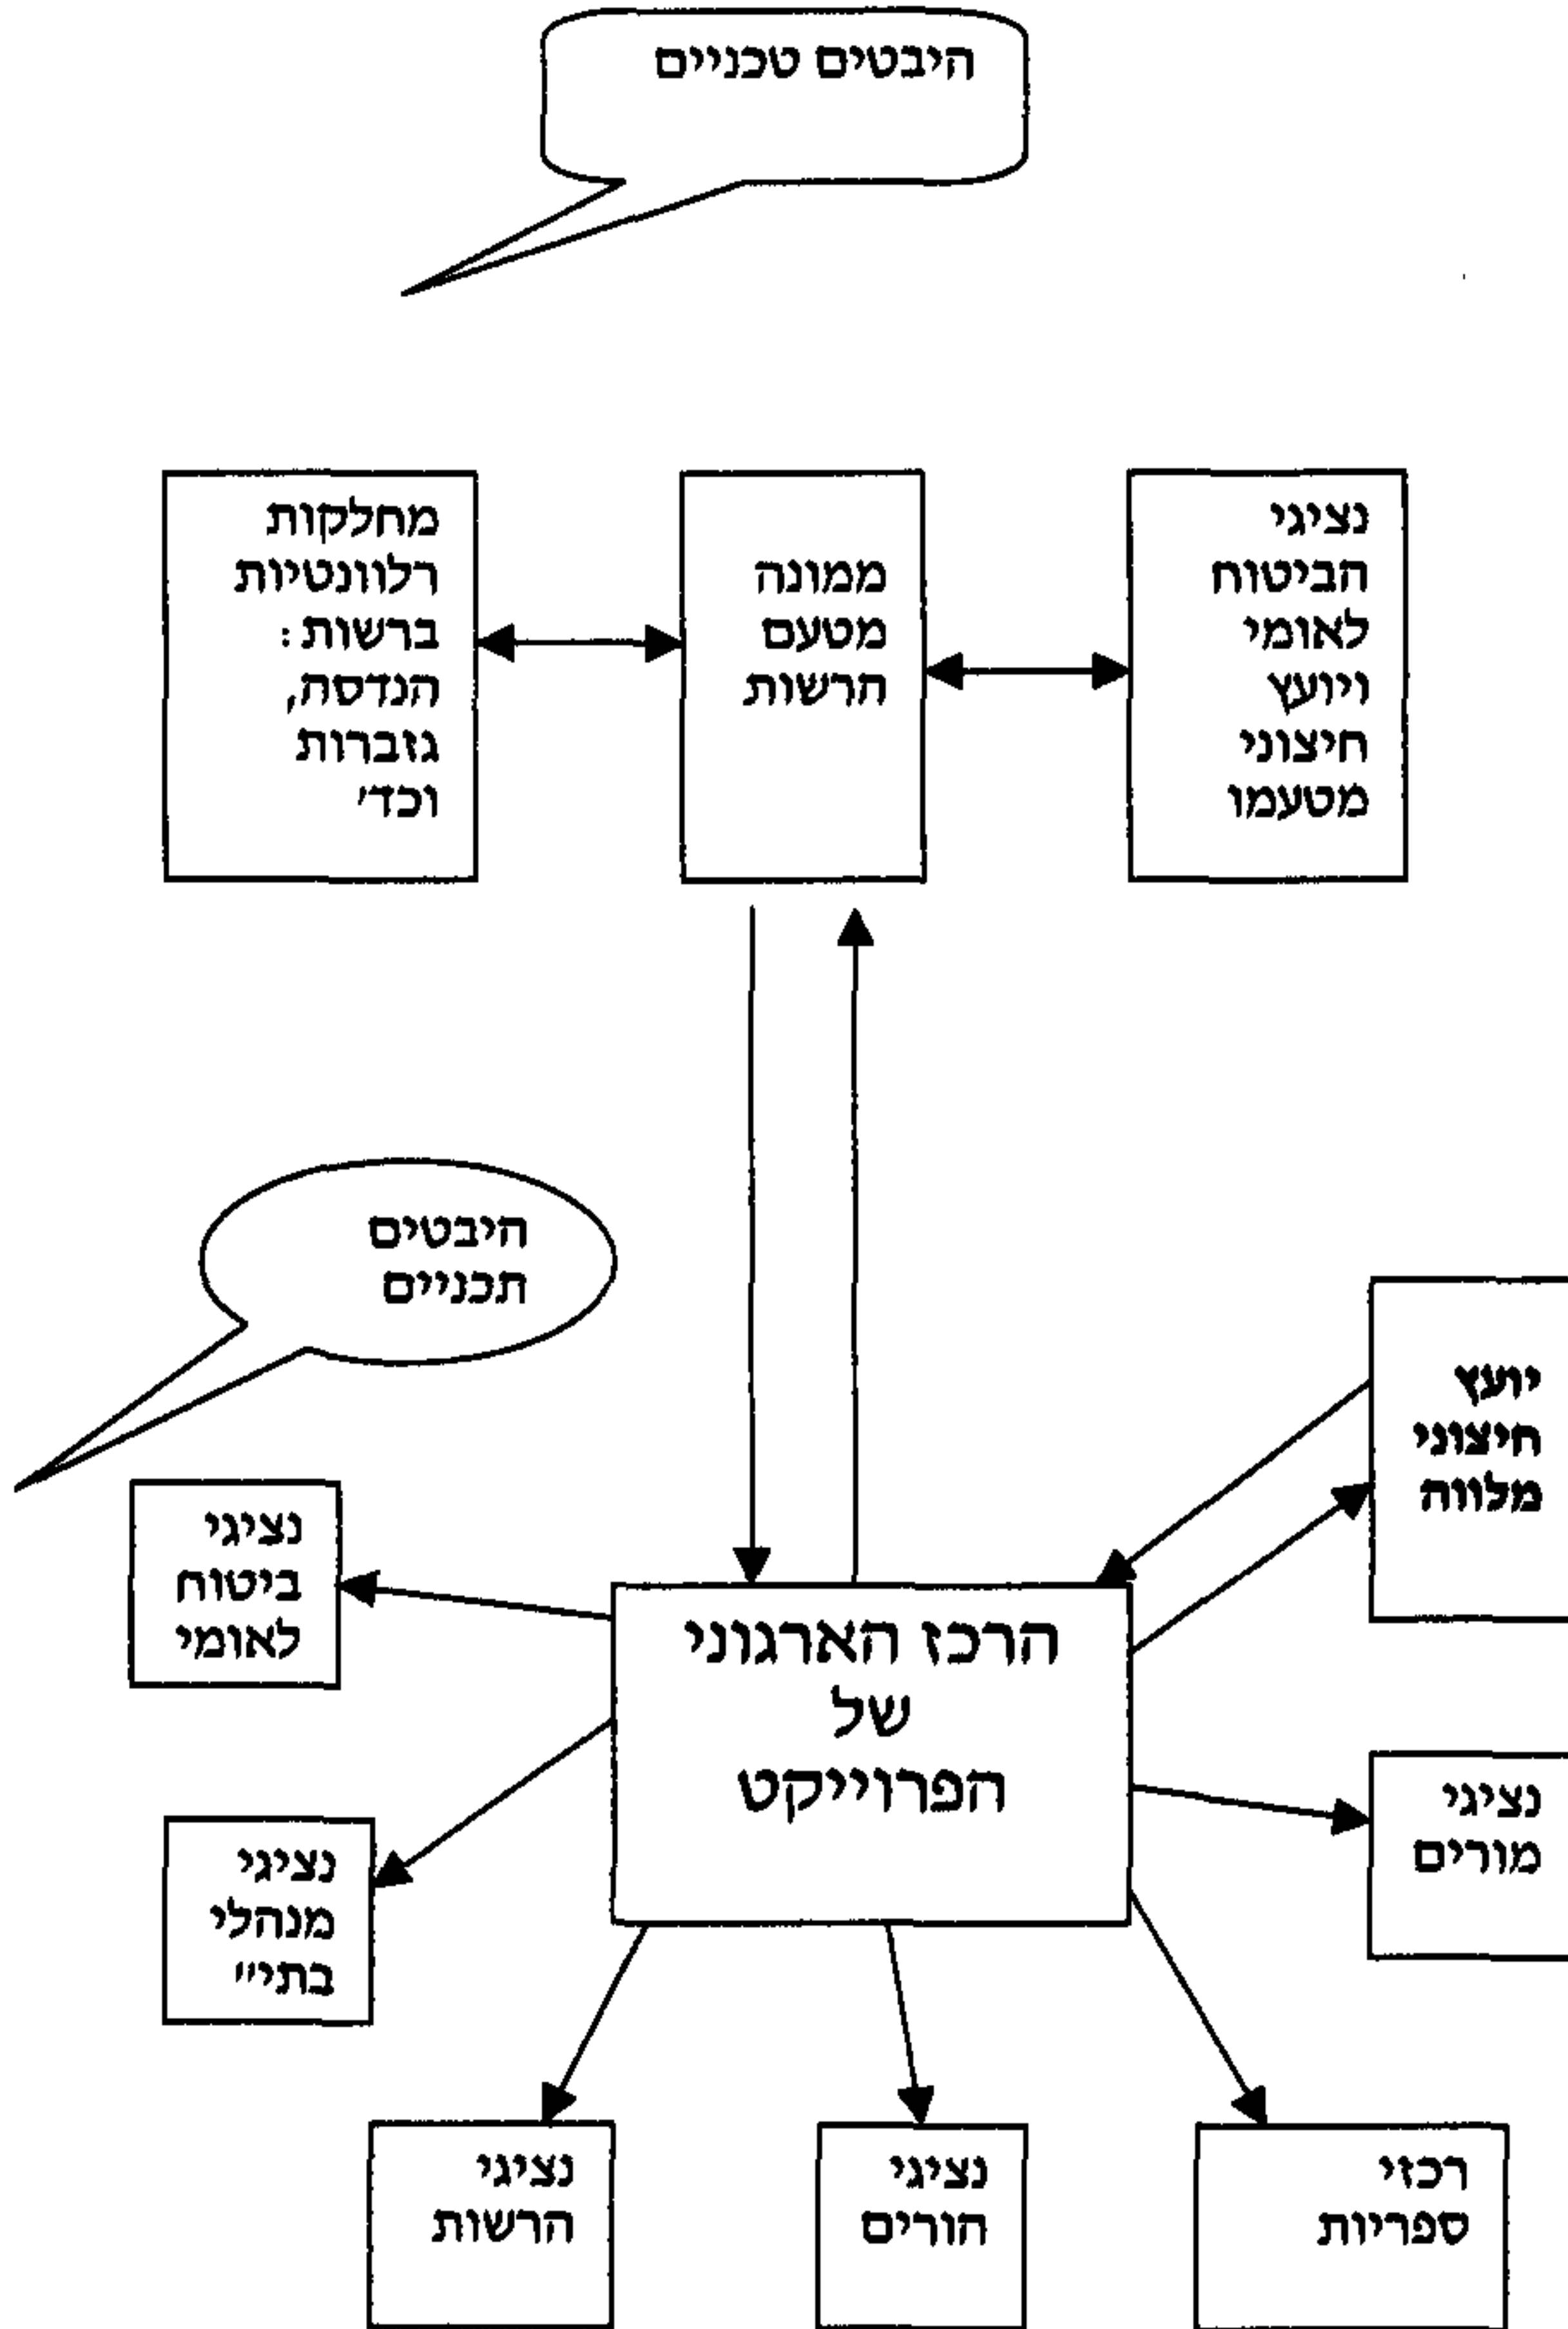 היבטים טכניים
נציגי
הביטוח
לאומי
ויועץ
חיצוני
מטעמו
ממונה
מטעם
הרשות
מחלקות
רלוונטיות
ברשות:
הנדסה,
גזברות
וכד'
היבטים
תכניים
יועץ
חיצוני
מלווה
נציגי
ביטוח
לאומי
הרכז הארגוני
של
הפרוייקט
נציגי
מורים
נציגי
מנהלי
בתי"
רכזי
ספריות
נציגי
הורים
נציגי
הרשות